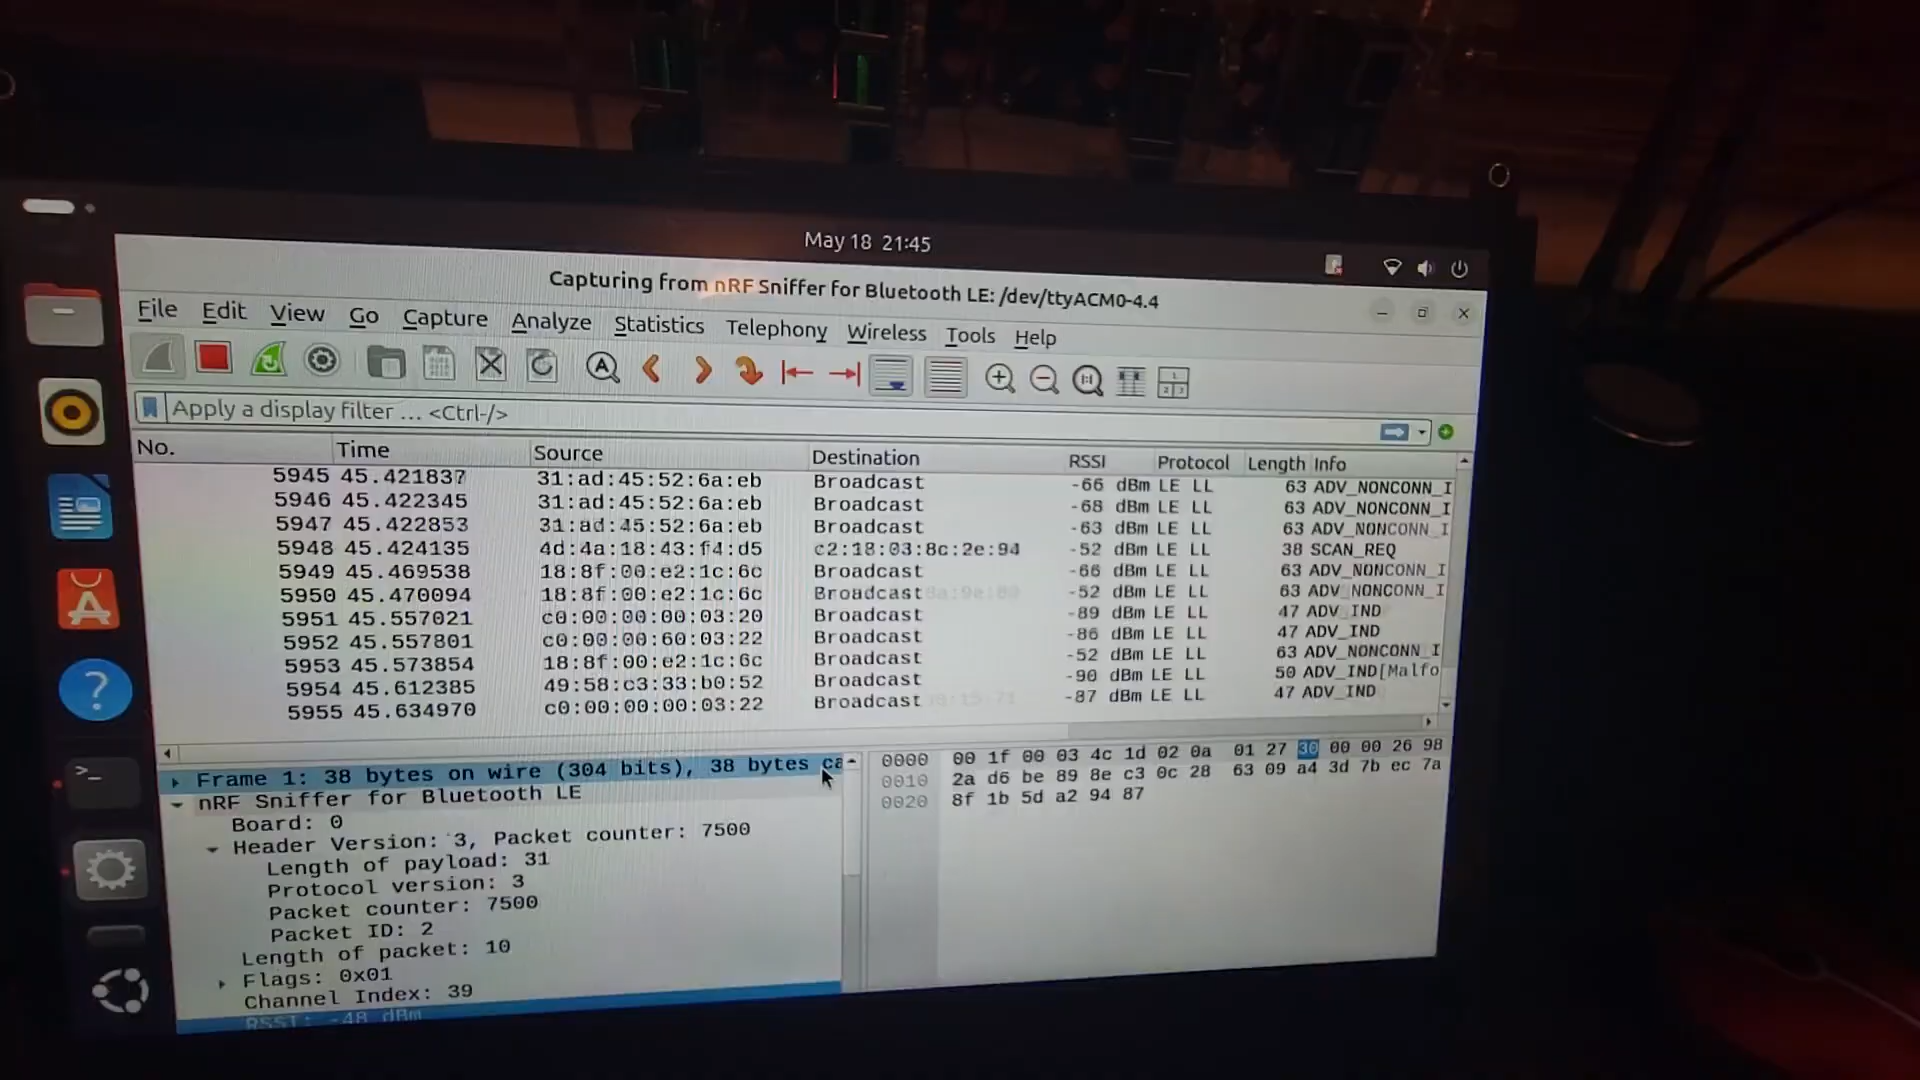 May 18 21:45
Capturing from nRF Sniffer for Bluetooth LE: /dev/ttyACM0-4.4
File Edit View Go Capture Analyze Statistics Telephony Wireless Tools Help
Apply a display filter ... <Ctrl-/>
No. Time Source Destination RSSI Protocol Length Info
5945 45.421837 31:ad:45:52:6a:eb Broadcast -66 dBm LE LL 63 ADV_NONCONN_I
5946 45.422345 31:ad:45:52:6a:eb Broadcast -68 dBm LE LL 63 ADV_NONCONN_I
5947 45.422853 31:ad:45:52:6a:eb Broadcast -63 dBm LE LL 63 ADV_NONCONN_I
5948 45.424135 4d:4a:18:43:f4:d5 c2:18:03:8c:2e:94 -52 dBm LE LL 38 SCAN_REQ
5949 45.469538 18:8f:00:e2:1c:6c Broadcast -66 dBm LE LL 63 ADV_NONCONN_I
5950 45.470094 18:8f:00:e2:1c:6c Broadcast -52 dBm LE LL 63 ADV_NONCONN_I
5951 45.557021 c0:00:00:00:03:20 Broadcast -89 dBm LE LL 47 ADV_IND
5952 45.557801 c0:00:00:60:03:22 Broadcast -86 dBm LE LL 47 ADV_IND
5953 45.573854 18:8f:00:e2:1c:6c Broadcast -52 dBm LE LL 63 ADV_NONCONN_I
5954 45.612385 49:58:c3:33:b0:52 Broadcast -90 dBm LE LL 50 ADV_IND[Malfo
5955 45.634970 c0:00:00:00:03:22 Broadcast -87 dBm LE LL 47 ADV_IND
Frame 1: 38 bytes on wire (304 bits), 38 bytes ca
nRF Sniffer for Bluetooth LE
Board: 0
Header Version: 3, Packet counter: 7500
Length of payload: 31
Protocol version: 3
Packet counter: 7500
Packet ID: 2
Length of packet: 10
Flags: 0x01
Channel Index: 39
RSSI: -48 dBm
0000 00 1f 00 03 4c 1d 02 0a 01 27 30 00 00 26 98
0010 2a d6 be 89 8e c3 0c 28 63 09 a4 3d 7b ec 7a
0020 8f 1b 5d a2 94 87